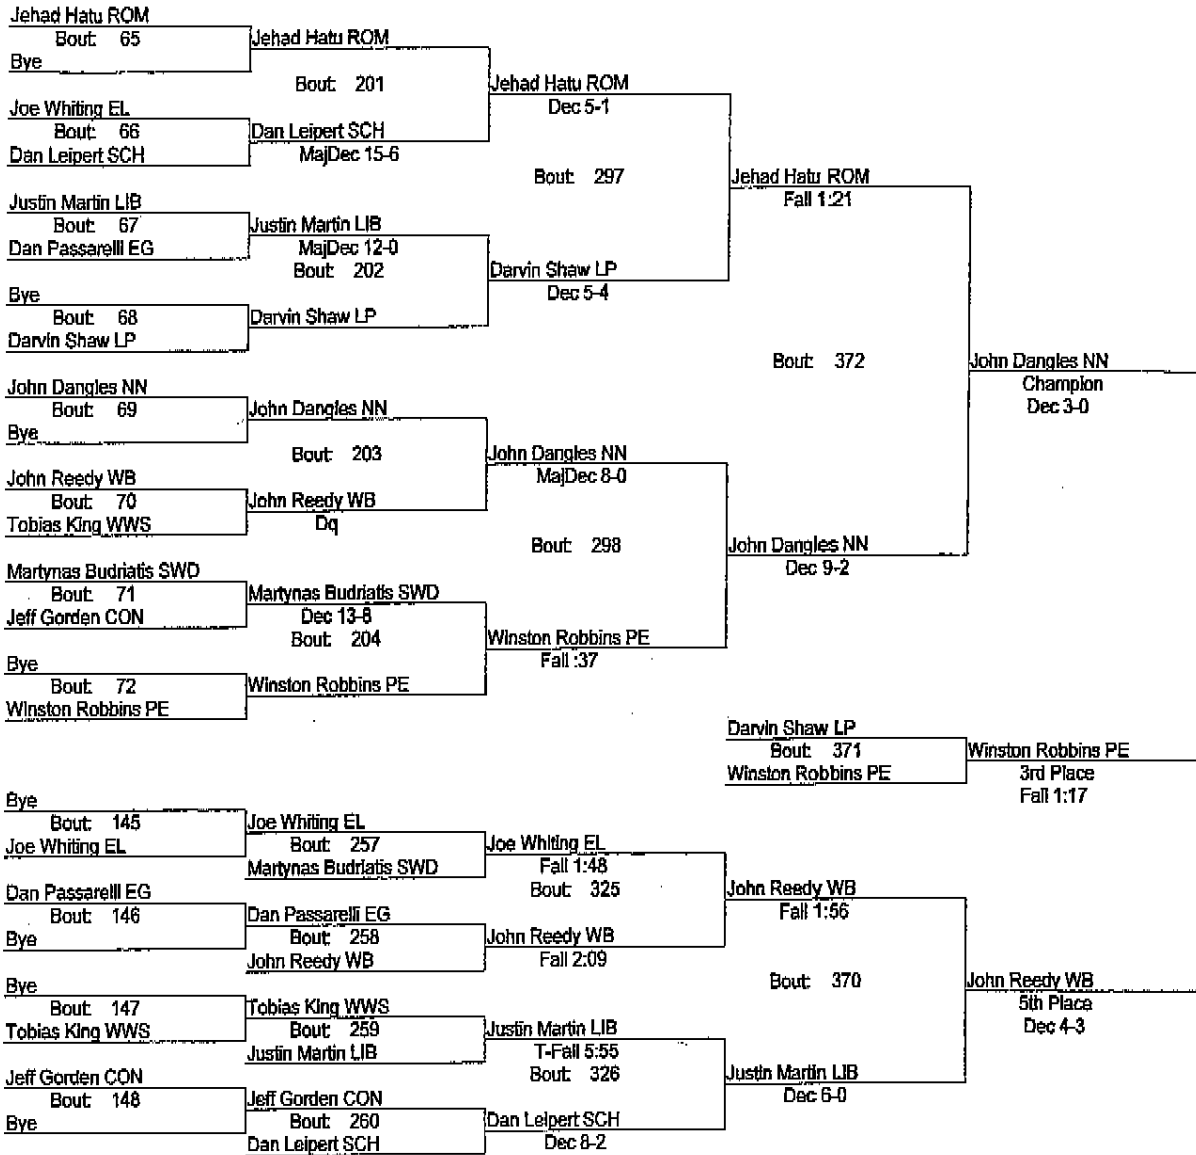 Jehad Hatu ROM
Bout: 65
Bye
Jehad Hatu ROM
Bout: 201
Joe Whiting EL
Bout: 66
Dan Leipert SCH
Dan Leipert SCH
MajDec 15-6
Jehad Hatu ROM
Dec 5-1
Bout: 297
Justin Martin LIB
Bout: 67
Dan Passarelli EG
Justin Martin LIB
MajDec 12-0
Bout: 202
Bye
Bout: 68
Darvin Shaw LP
Darvin Shaw LP
Darvin Shaw LP
Dec 5-4
Jehad Hatu ROM
Fall 1:21
Bout: 372
John Dangles NN
Champion
Dec 3-0
John Dangles NN
Bout: 69
Bye
John Dangles NN
Bout: 203
John Reedy WB
Bout: 70
Tobias King WWS
John Reedy WB
Dq
John Dangles NN
MajDec 8-0
Bout: 298
Martynas Budriatis SWD
Bout: 71
Jeff Gorden CON
Martynas Budriatis SWD
Dec 13-8
Bout: 204
Bye
Bout: 72
Winston Robbins PE
Winston Robbins PE
Winston Robbins PE
Fall :37
John Dangles NN
Dec 9-2
Darvin Shaw LP
Bout: 371
Winston Robbins PE
Winston Robbins PE
3rd Place
Fall 1:17
Bye
Bout: 145
Joe Whiting EL
Joe Whiting EL
Bout: 257
Martynas Budriatis SWD
Joe Whiting EL
Fall 1:48
Bout: 325
Dan Passarelli EG
Bout: 146
Bye
Dan Passarelli EG
Bout: 258
John Reedy WB
John Reedy WB
Fall 2:09
John Reedy WB
Fall 1:56
Bout: 370
John Reedy WB
5th Place
Dec 4-3
Bye
Bout: 147
Tobias King WWS
Tobias King WWS
Bout: 259
Justin Martin LIB
Justin Martin LIB
T-Fall 5:55
Bout: 326
Jeff Gorden CON
Bout: 148
Bye
Jeff Gorden CON
Bout: 260
Dan Leipert SCH
Dan Leipert SCH
Dec 8-2
Justin Martin LIB
Dec 6-0